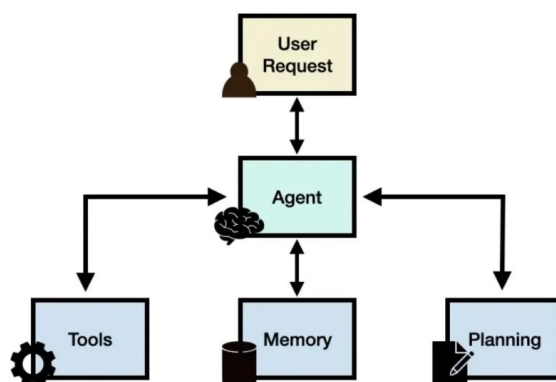 User
Request
Agent
Tools
Memory
Planning